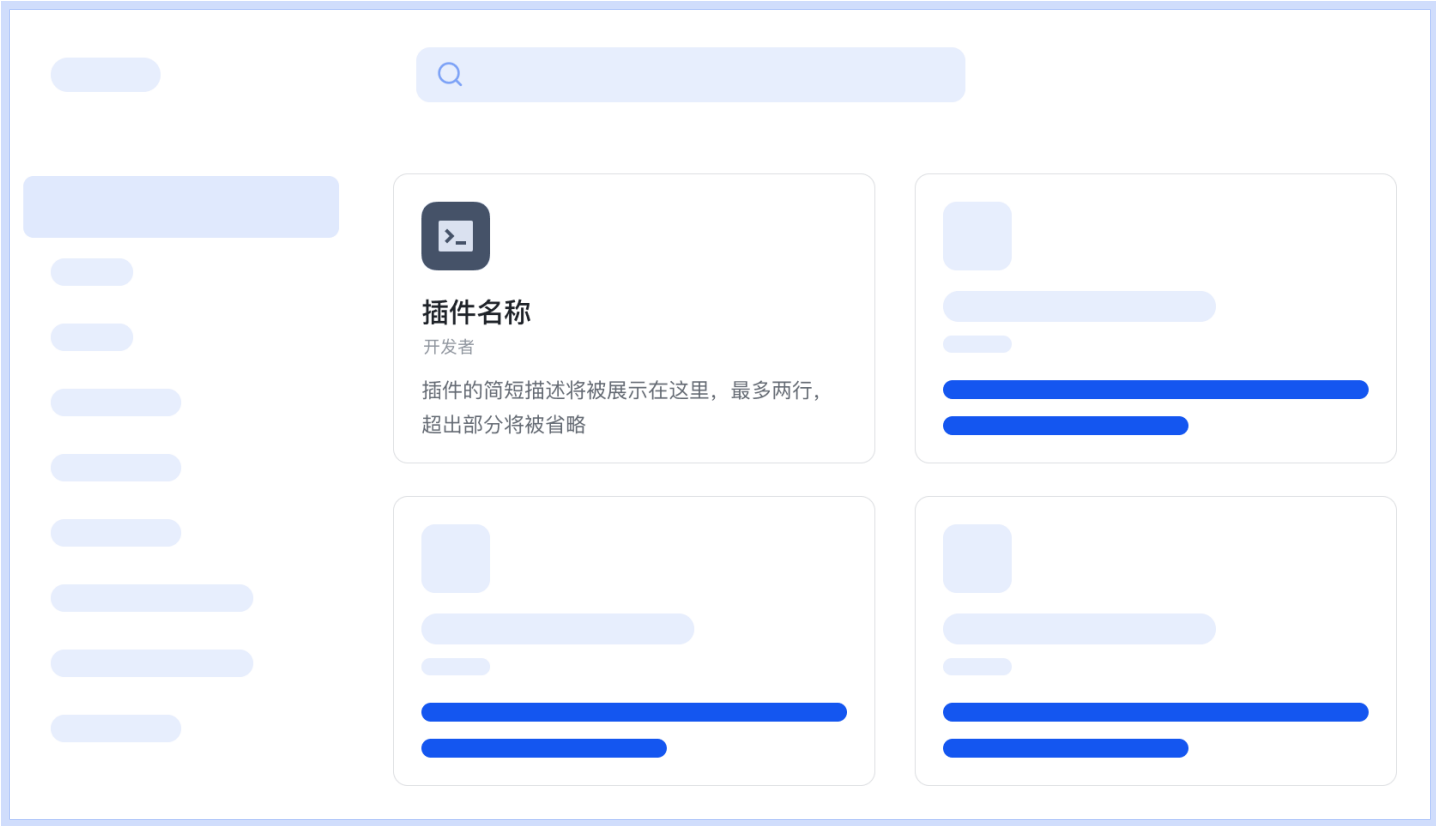 插件名称
开发者
插件的简短描述将被展示在这里，最多两行，
超出部分将被省略